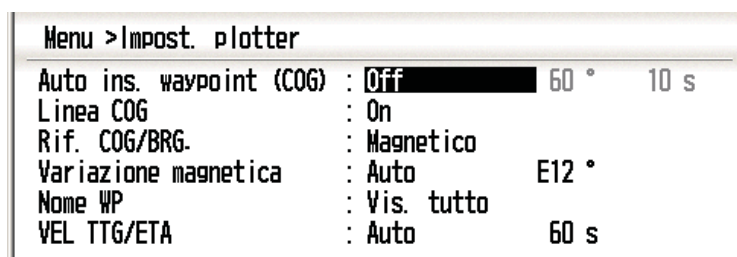 Menu >Impost. plotter
Auto ins. waypoint (COG) : Off 60 ° 10 s
Linea COG : On
Rif. COG/BRG. : Magnetico
Variazione magnetica : Auto E12 °
Nome WP : Vis. tutto
VEL TTG/ETA : Auto 60 s